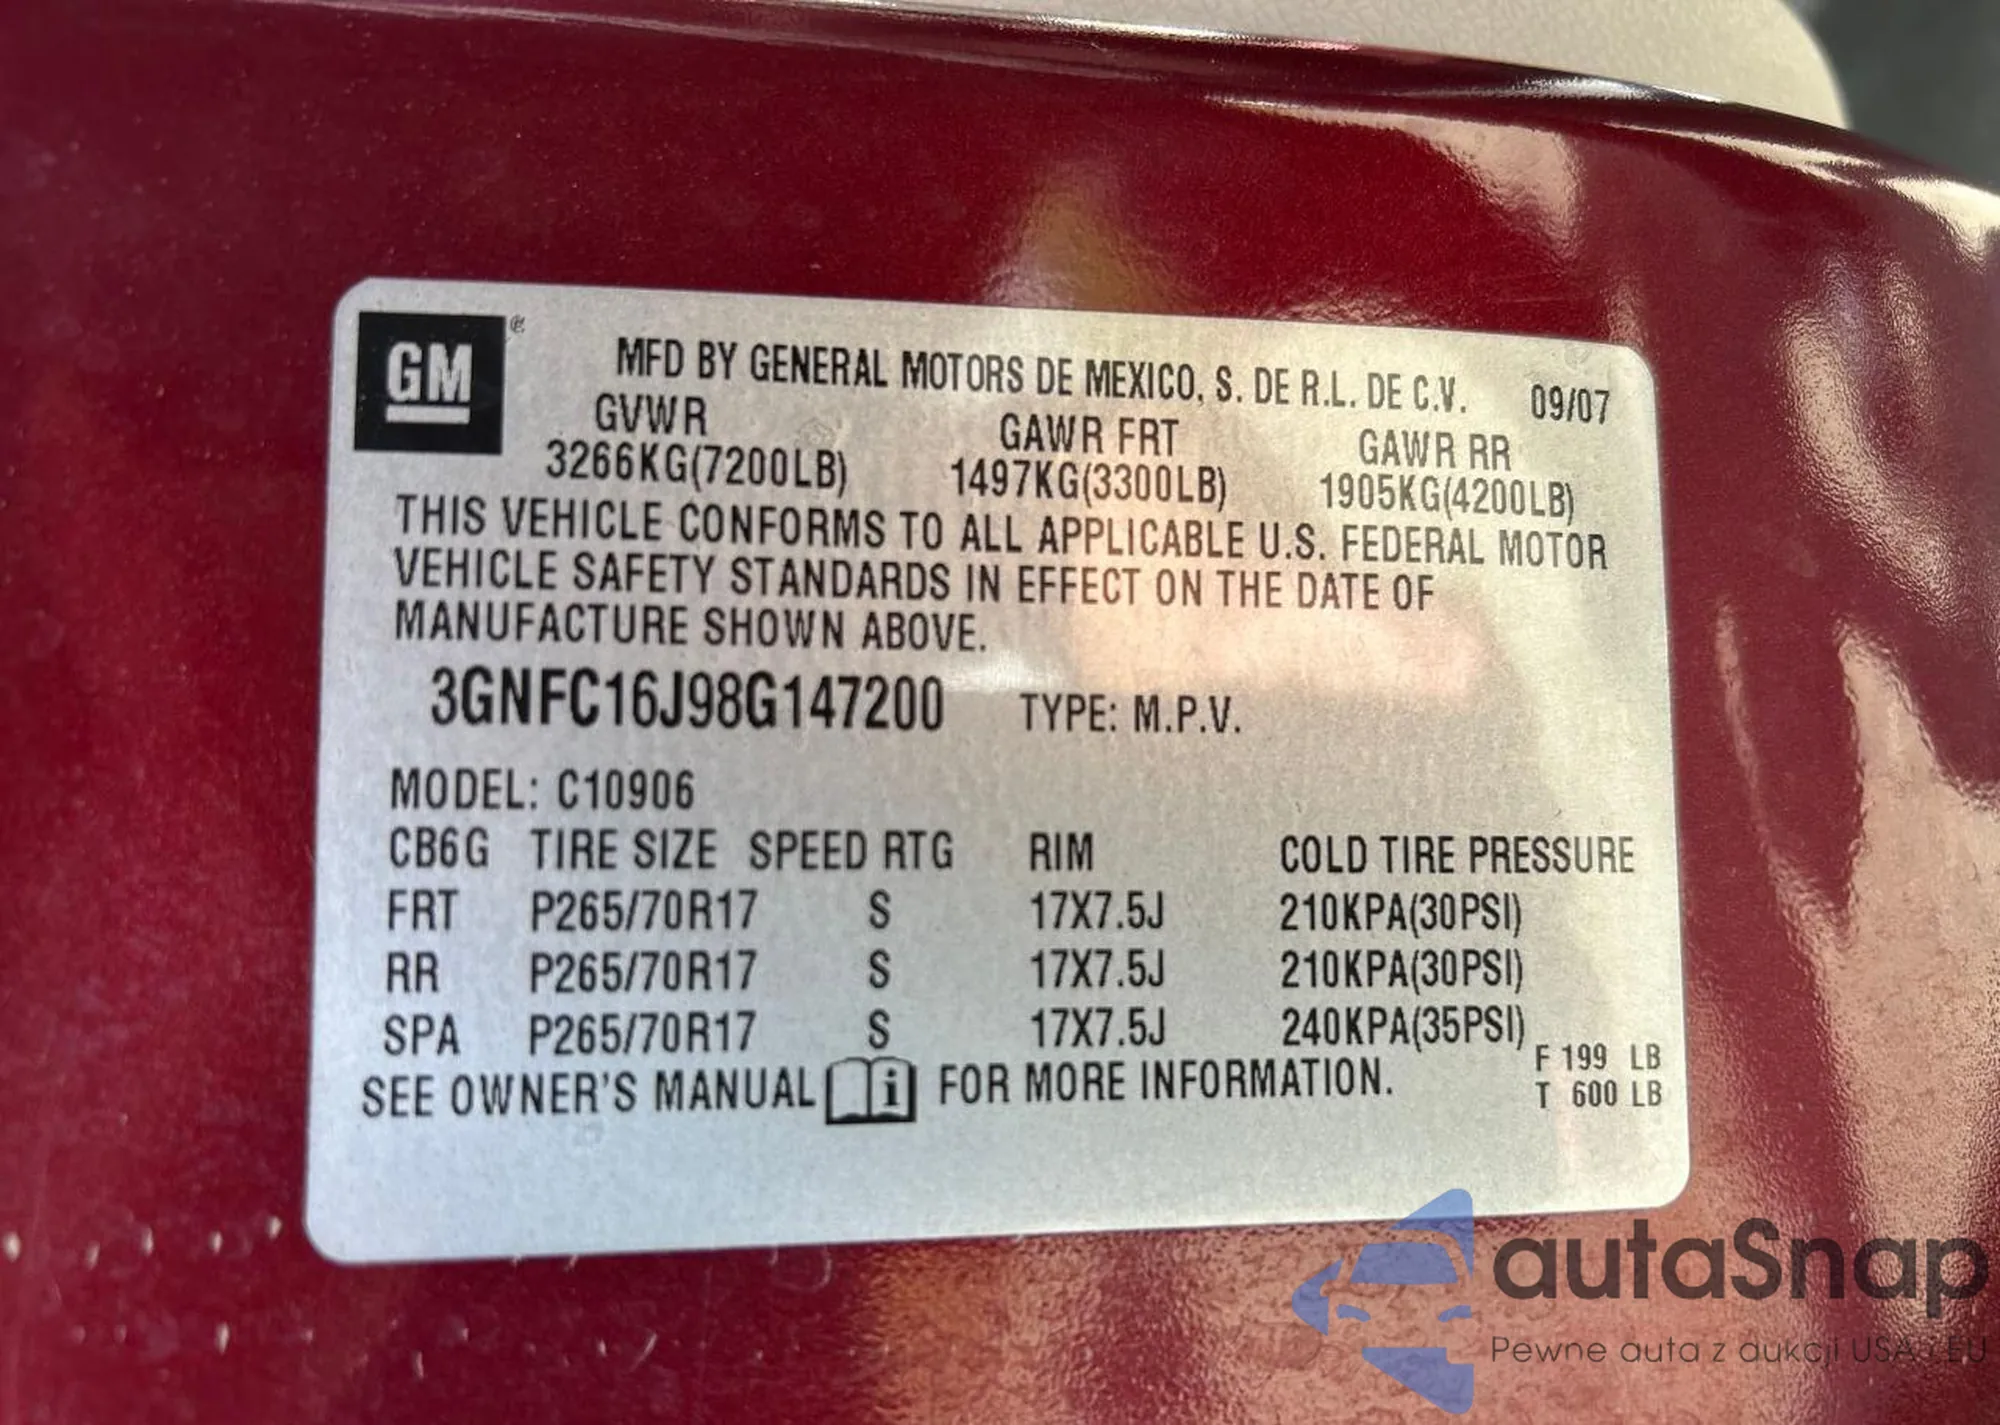 GM
MFD BY GENERAL MOTORS DE MEXICO, S. DE R.L. DE C.V. 09/07
GVWR GAWR FRT GAWR RR
3266KG(7200LB) 1497KG(3300LB) 1905KG(4200LB)
THIS VEHICLE CONFORMS TO ALL APPLICABLE U.S. FEDERAL MOTOR
VEHICLE SAFETY STANDARDS IN EFFECT ON THE DATE OF
MANUFACTURE SHOWN ABOVE.
3GNFC16J98G147200 TYPE: M.P.V.
MODEL: C10906
CB6G TIRE SIZE SPEED RTG RIM COLD TIRE PRESSURE
FRT P265/70R17 S 17X7.5J 210KPA(30PSI)
RR P265/70R17 S 17X7.5J 210KPA(30PSI)
SPA P265/70R17 S 17X7.5J 240KPA(35PSI)
F 199 LB
SEE OWNER'S MANUAL i FOR MORE INFORMATION. T 600 LB
autaSnap
Pewne auta z aukcji USA i EU